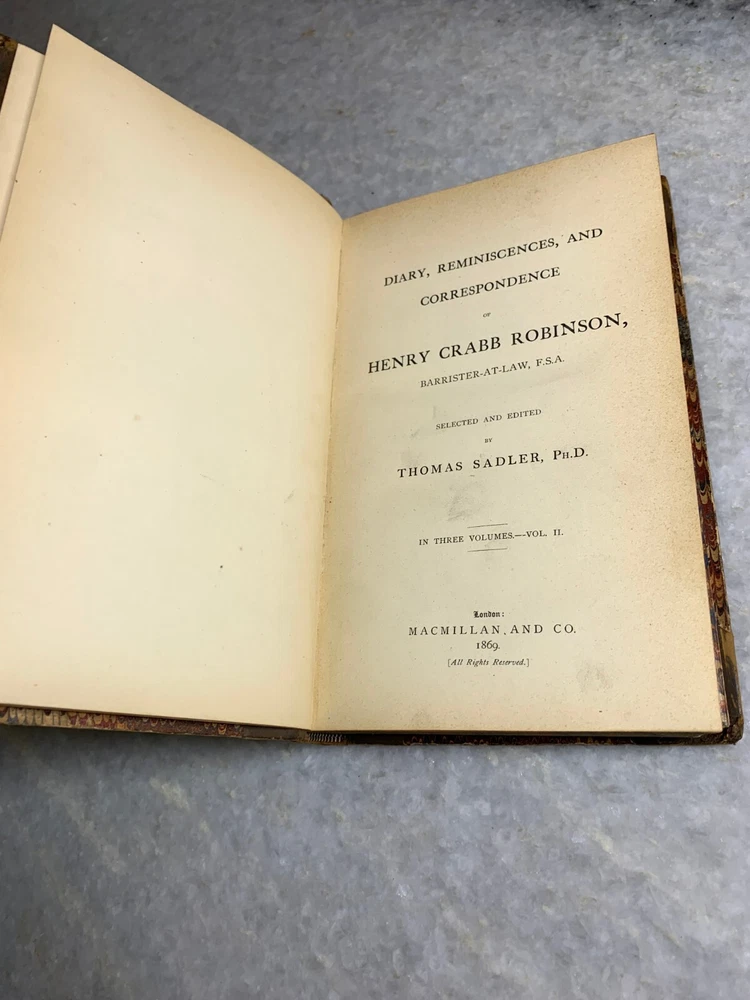 DIARY, REMINISCENCES, AND
CORRESPONDENCE
OF
HENRY CRABB ROBINSON,
BARRISTER-AT-LAW, F.S.A.
SELECTED AND EDITED
BY
THOMAS SADLER, PH.D.
IN THREE VOLUMES.—VOL. II.
London:
MACMILLAN AND CO.
1869.
[All Rights Reserved.]